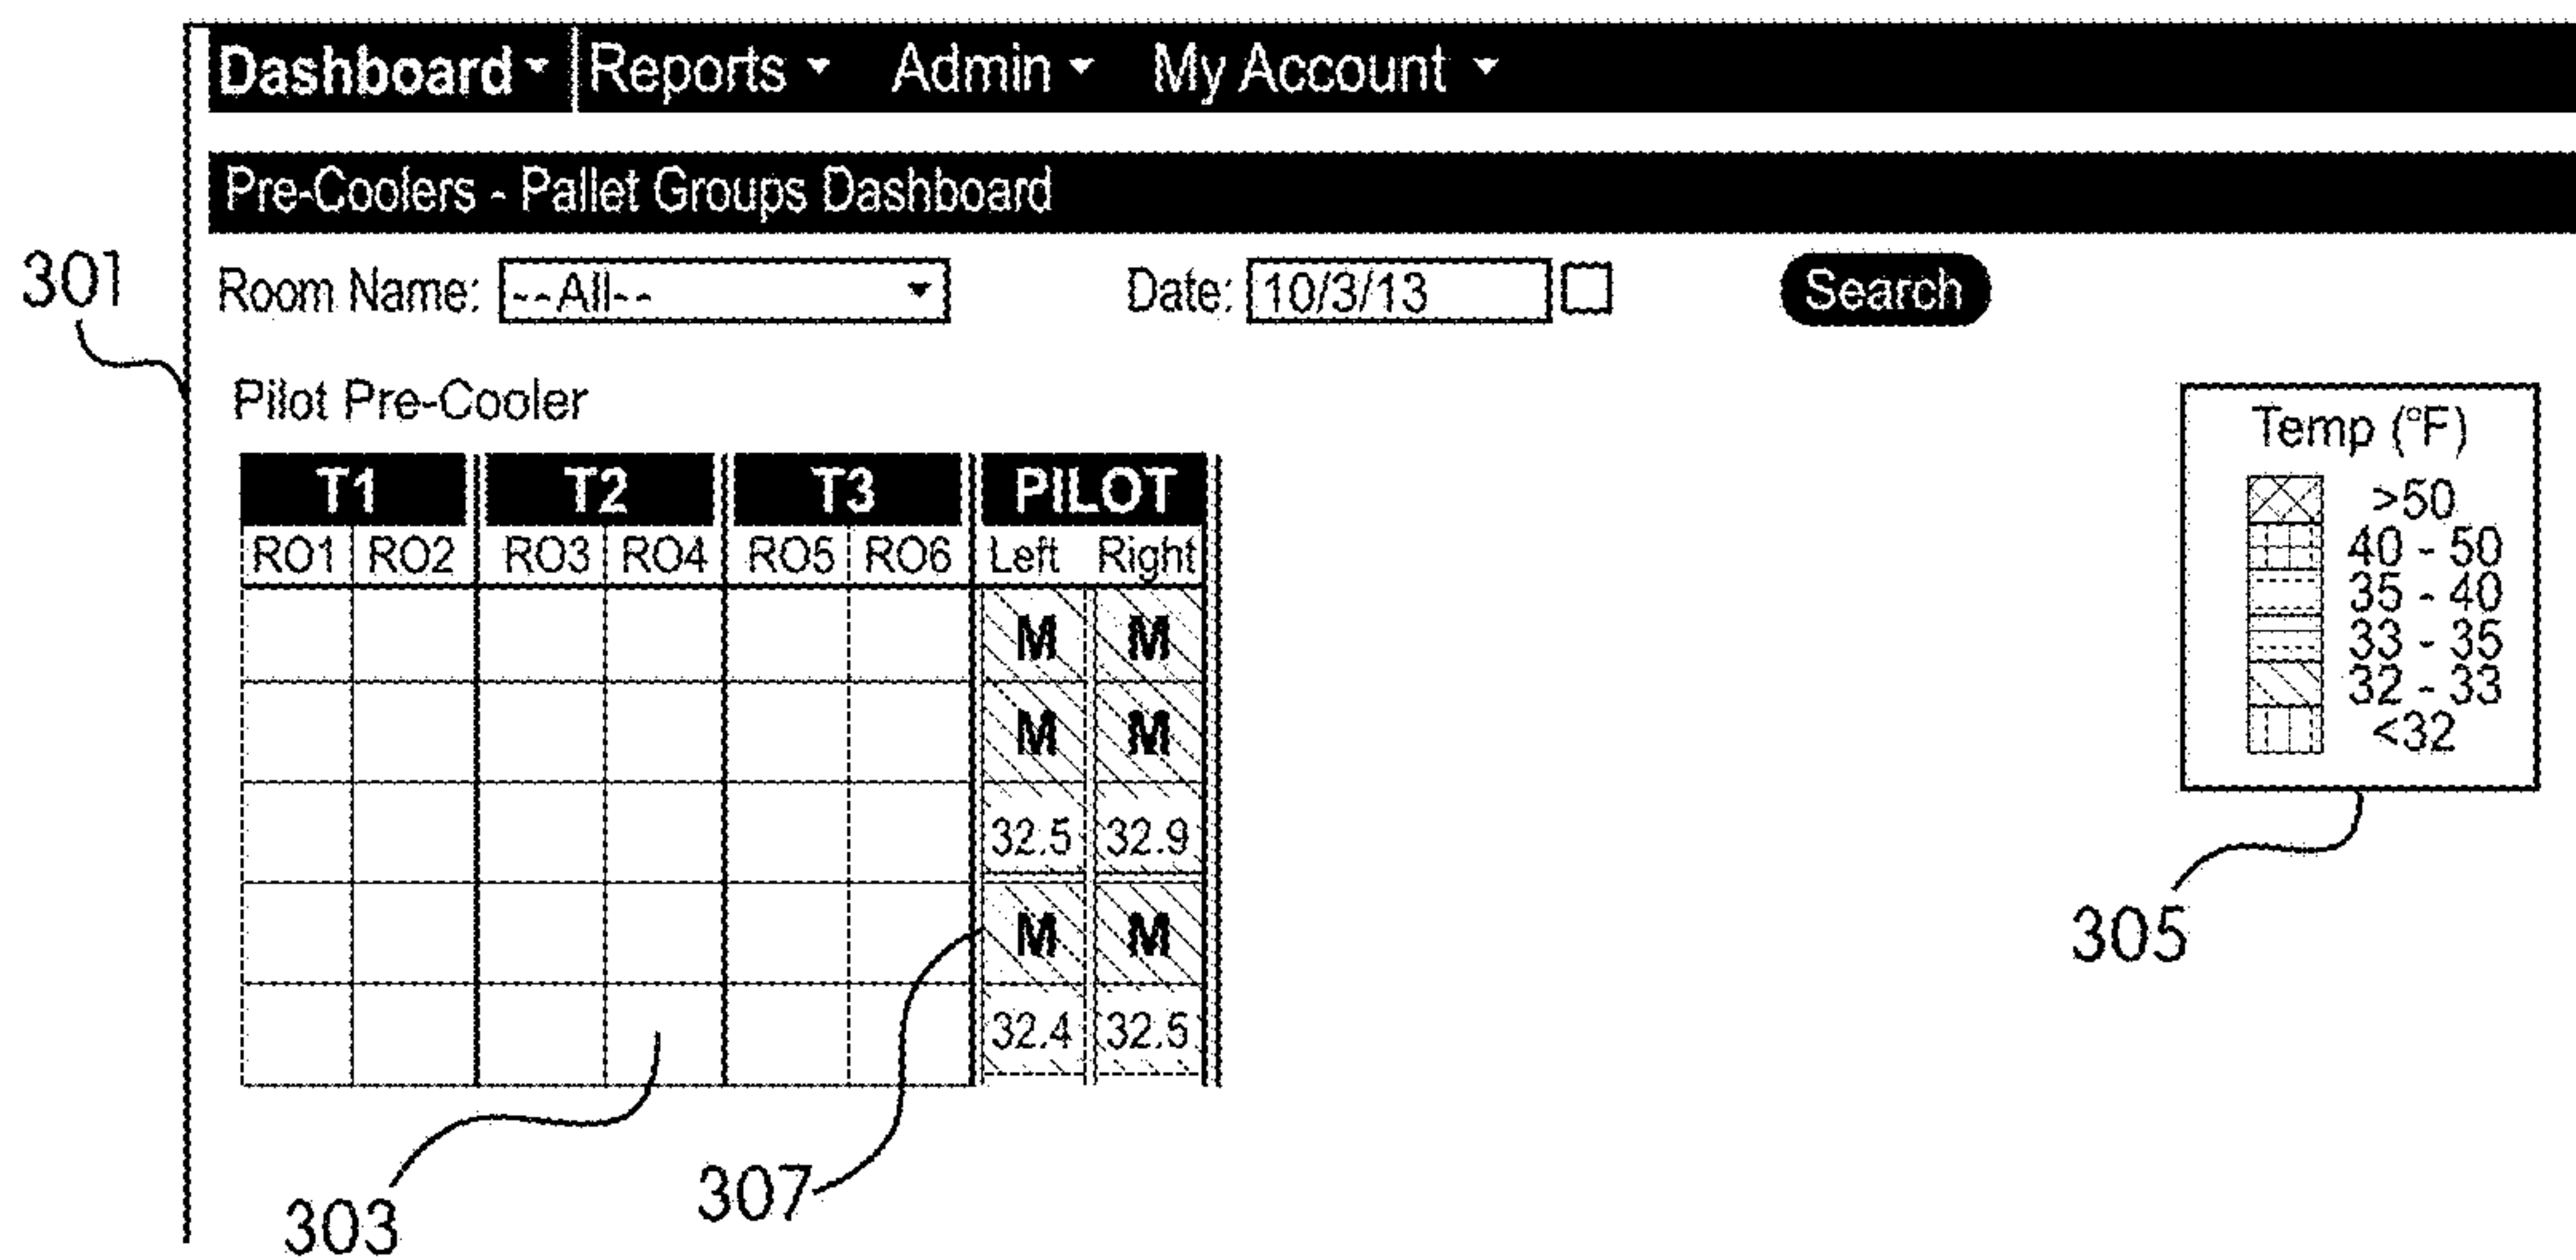 Dashboard Reports Admin My Account
Pre-Coolers - Pallet Groups Dashboard
301
Room Name: --All-- Date: 10/3/13 Search
Pilot Pre-Cooler
T1 T2 T3 PILOT
RO1 RO2 RO3 RO4 RO5 RO6 Left Right
M M
M M
32.5 32.9
M M
32.4 32.5
Temp (°F)
>50
40 - 50
35 - 40
33 - 35
32 - 33
<32
305
303
307